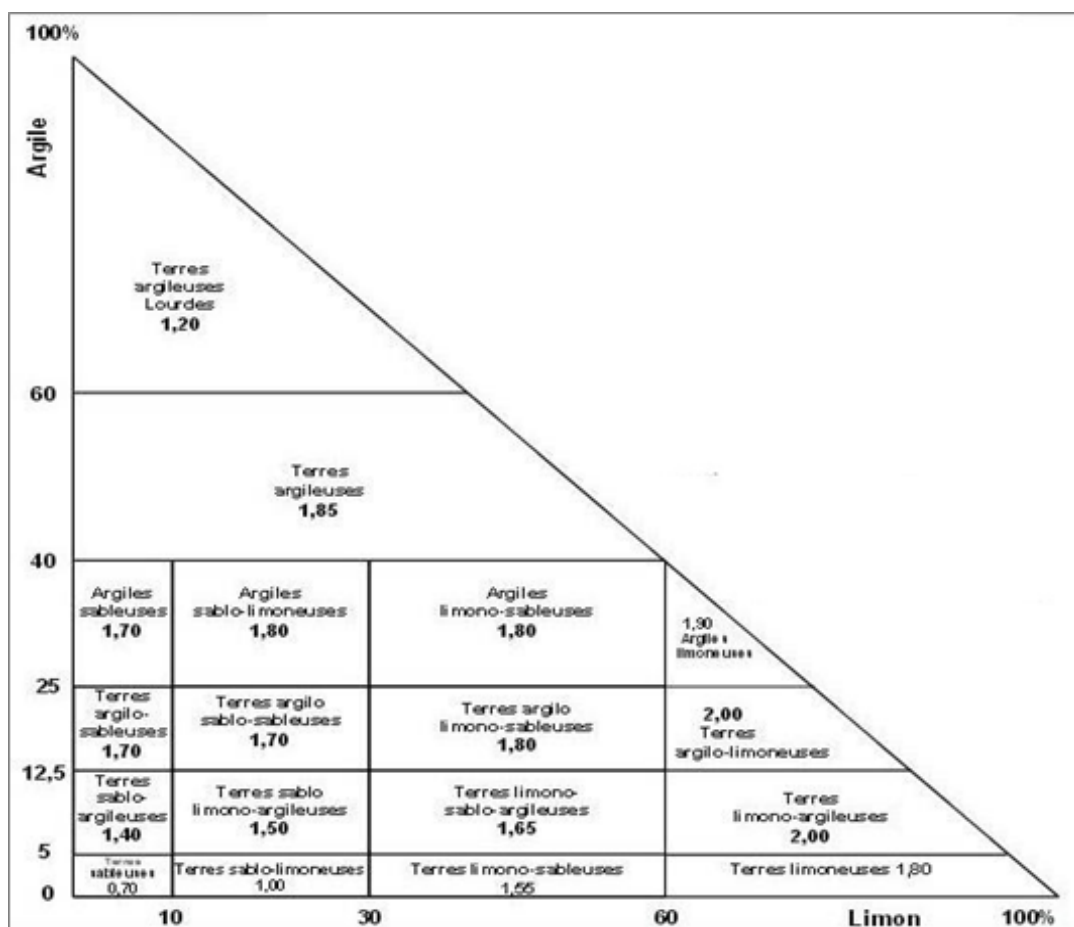 100%
Argile
Terres
argileuses
Lourdes
1,20
60
Terres
argileuses
1,85
40
Argiles
sableuses
1,70
Argiles
sablo-limoneuses
1,80
Argiles
limono-sableuses
1,80
1,90
Argiles
limoneuses
25
Terres
argilo-
sableuses
1,70
Terres argilo
sablo-sableuses
1,70
Terres argilo
limono-sableuses
1,80
2,00
Terres
argilo-limoneuses
12,5
Terres
sablo-
argileuses
1,40
Terres sablo
limono-argileuses
1,50
Terres limono-
sablo-argileuses
1,65
Terres
limono-argileuses
2,00
5
Terres
sableuses
0,70
Terres sablo-limoneuses
1,00
Terres limono-sableuses
1,55
Terres limoneuses 1,80
0
10
30
60
Limon
100%